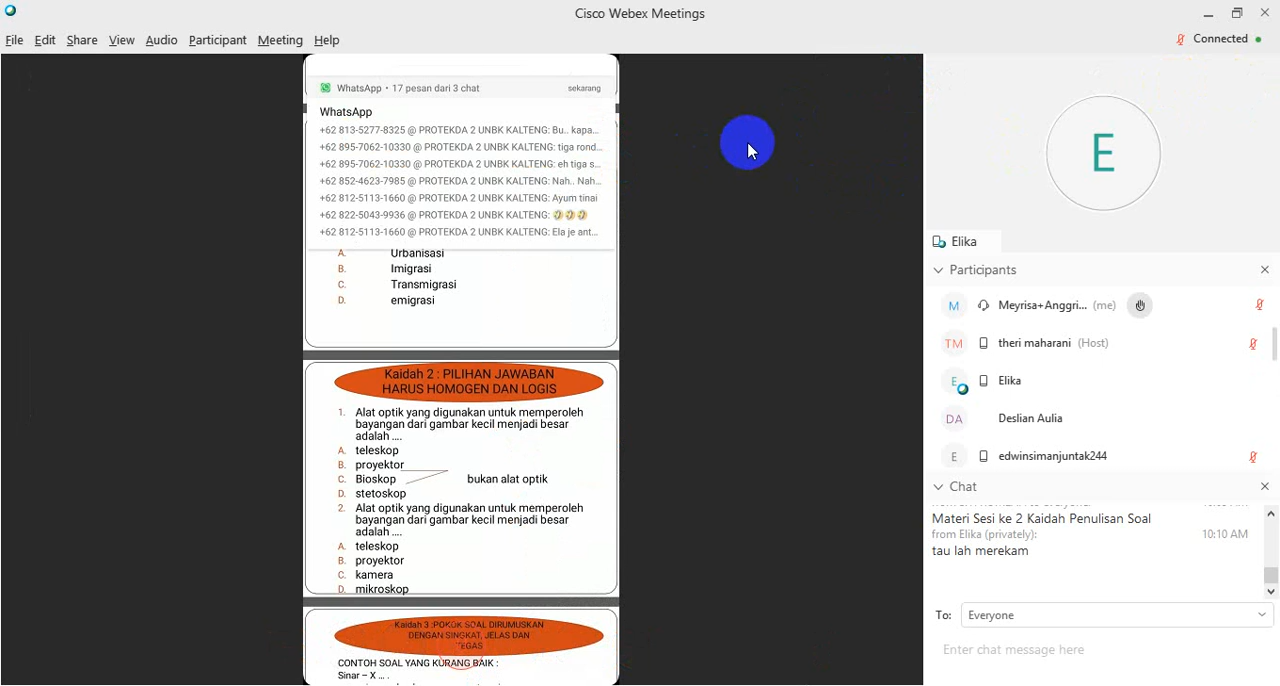 Cisco Webex Meetings
File Edit Share View Audio Participant Meeting Help
Connected
WhatsApp • 17 pesan dari 3 chat sekarang
WhatsApp
+62 813-5277-8325 @ PROTEKDA 2 UNBK KALTENG: Bu.. kapa...
+62 895-7062-10330 @ PROTEKDA 2 UNBK KALTENG: tiga rond...
+62 895-7062-10330 @ PROTEKDA 2 UNBK KALTENG: eh tiga s...
+62 852-4623-7985 @ PROTEKDA 2 UNBK KALTENG: Nah.. Nah...
+62 812-5113-1660 @ PROTEKDA 2 UNBK KALTENG: Ayum tinai
+62 822-5043-9936 @ PROTEKDA 2 UNBK KALTENG: 🤣🤣🤣
+62 812-5113-1660 @ PROTEKDA 2 UNBK KALTENG: Ela je ant...
A. Urbanisasi
B. Imigrasi
C. Transmigrasi
D. emigrasi
Kaidah 2 : PILIHAN JAWABAN
HARUS HOMOGEN DAN LOGIS
1. Alat optik yang digunakan untuk memperoleh
bayangan dari gambar kecil menjadi besar
adalah ....
A. teleskop
B. proyektor
C. Bioskop bukan alat optik
D. stetoskop
2. Alat optik yang digunakan untuk memperoleh
bayangan dari gambar kecil menjadi besar
adalah ....
A. teleskop
B. proyektor
C. kamera
D. mikroskop
Kaidah 3 :POKOK SOAL DIRUMUSKAN
DENGAN SINGKAT, JELAS DAN
TEGAS
CONTOH SOAL YANG KURANG BAIK :
Sinar – X ... .
E
Elika
Participants
M Meyrisa+Anggri... (me)
TM theri maharani (Host)
E Elika
DA Deslian Aulia
E edwinsimanjuntak244
Chat
Materi Sesi ke 2 Kaidah Penulisan Soal
from Elika (privately): 10:10 AM
tau lah merekam
To: Everyone
Enter chat message here